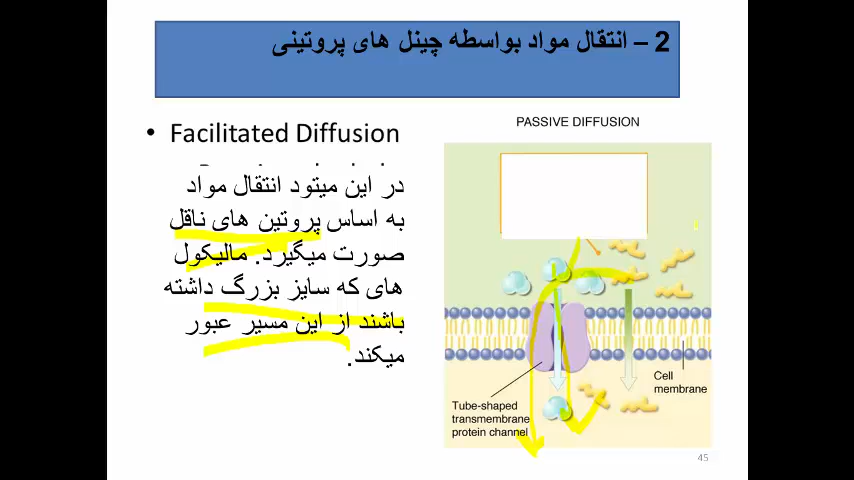 2 – انتقال مواد بواسطه چینل های پروتینی
• Facilitated Diffusion
در این میتود انتقال مواد
به اساس پروتین های ناقل
صورت میگیرد. مالیکول
های که سایز بزرگ داشته
باشند از این مسیر عبور
میکند.
PASSIVE DIFFUSION
Cell
membrane
Tube-shaped
transmembrane
protein channel
45